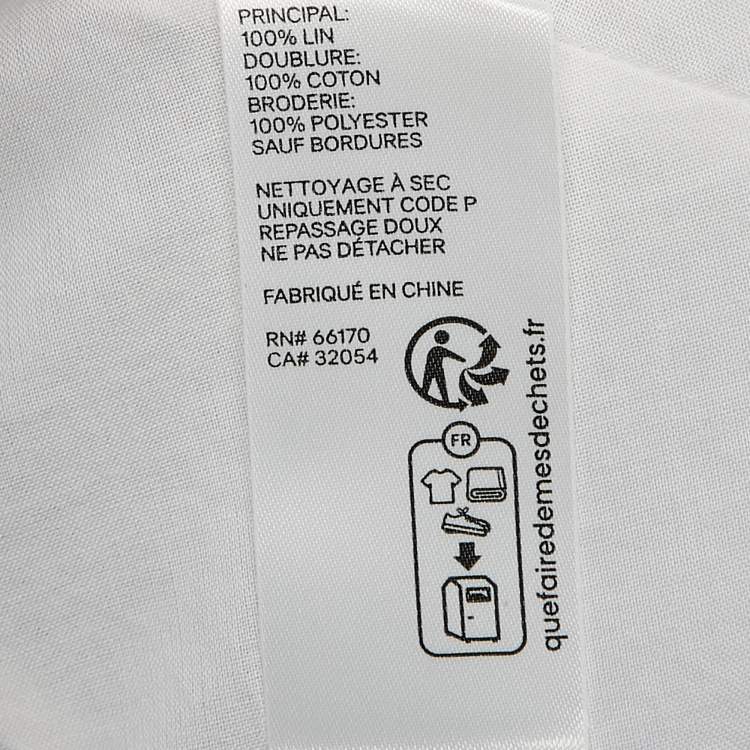 PRINCIPAL:
100% LIN
DOUBLURE:
100% COTON
BRODERIE:
100% POLYESTER
SAUF BORDURES
NETTOYAGE À SEC
UNIQUEMENT CODE P
REPASSAGE DOUX
NE PAS DÉTACHER
FABRIQUÉ EN CHINE
RN# 66170
CA# 32054
FR
quefairedemesdechets.fr